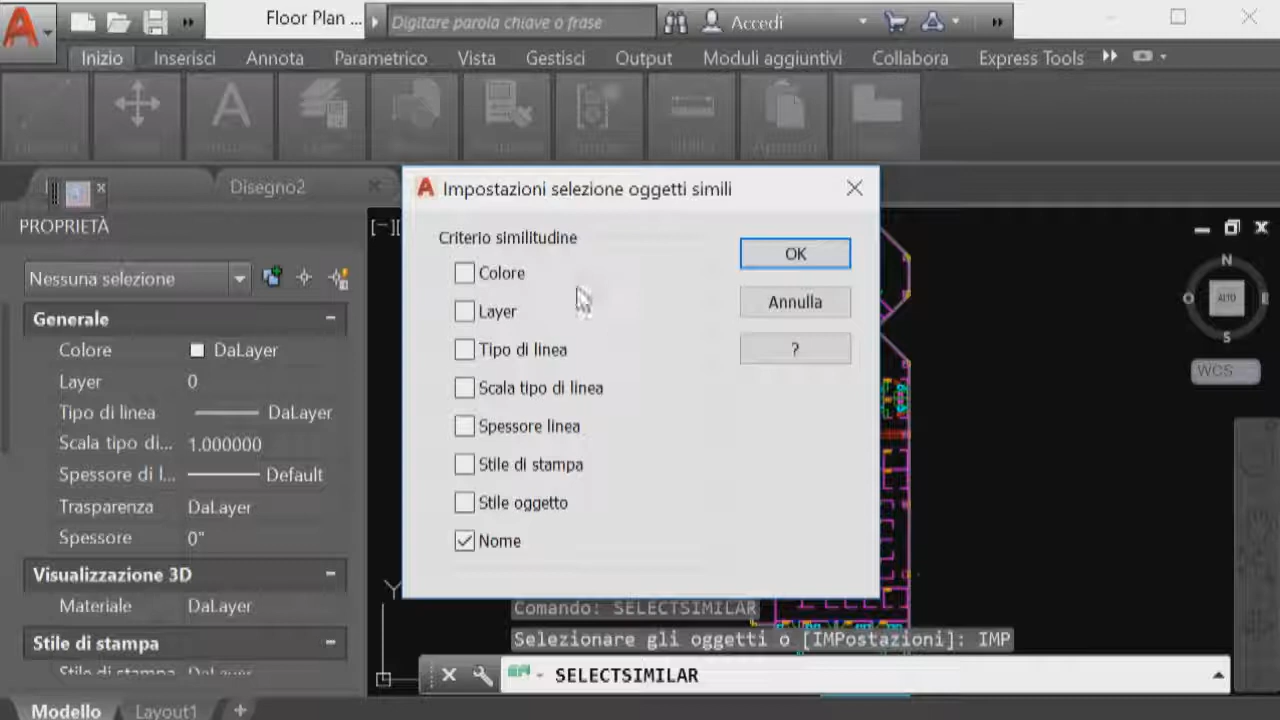 Floor Plan ...
Digitare parola chiave o frase
Accedi
Inizio
Inserisci
Annota
Parametrico
Vista
Gestisci
Output
Moduli aggiuntivi
Collabora
Express Tools
Disegno2
PROPRIETÀ
Nessuna selezione
Generale
Colore DaLayer
Layer 0
Tipo di linea DaLayer
Scala tipo di... 1.000000
Spessore di l... Default
Trasparenza DaLayer
Spessore 0"
Visualizzazione 3D
Materiale DaLayer
Stile di stampa
Stile di stampa DaLayer
Modello
Layout1
+
[−][
Impostazioni selezione oggetti simili
Criterio similitudine
Colore
Layer
Tipo di linea
Scala tipo di linea
Spessore linea
Stile di stampa
Stile oggetto
Nome
OK
Annulla
?
N
O
ALTO
E
S
WCS
Y
Comando: SELECTSIMILAR
Selezionare gli oggetti o [IMPostazioni]: IMP
SELECTSIMILAR